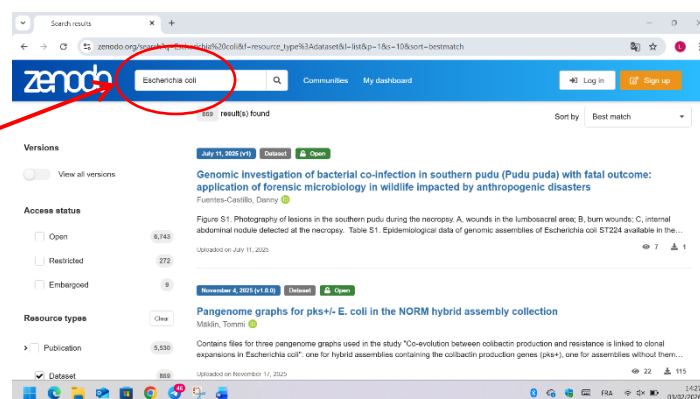 Search results
zenodo.org/search?q=Escherichia%20coli&f=resource_type%3Adataset&l=list&p=1&s=10&sort=bestmatch
zenodo
Escherichia coli
Communities
My dashboard
Log in
Sign up
869 result(s) found
Sort by
Best match
Versions
View all versions
Access status
Open 6,743
Restricted 272
Embargoed 9
Resource types
Clear
Publication 5,530
Dataset 869
July 11, 2025 (v1) Dataset Open
Genomic investigation of bacterial co-infection in southern pudu (Pudu puda) with fatal outcome:
application of forensic microbiology in wildlife impacted by anthropogenic disasters
Fuentes-Castillo, Danny
Figure S1. Photography of lesions in the southern pudu during the necropsy. A, wounds in the lumbosacral area; B, burn wounds; C, internal
abdominal nodule detected at the necropsy. Table S1. Epidemiological data of genomic assemblies of Escherichia coli ST224 available in the...
Uploaded on July 11, 2025
7 1
November 4, 2025 (v1.0.0) Dataset Open
Pangenome graphs for pks+/- E. coli in the NORM hybrid assembly collection
Mäklin, Tommi
Contains files for three pangenome graphs used in the study "Co-evolution between colibactin production and resistance is linked to clonal
expansions in Escherichia coli": one for hybrid assemblies containing the colibactin production genes (pks+), one for assemblies without them...
Uploaded on November 17, 2025
22 115
FRA
14:27